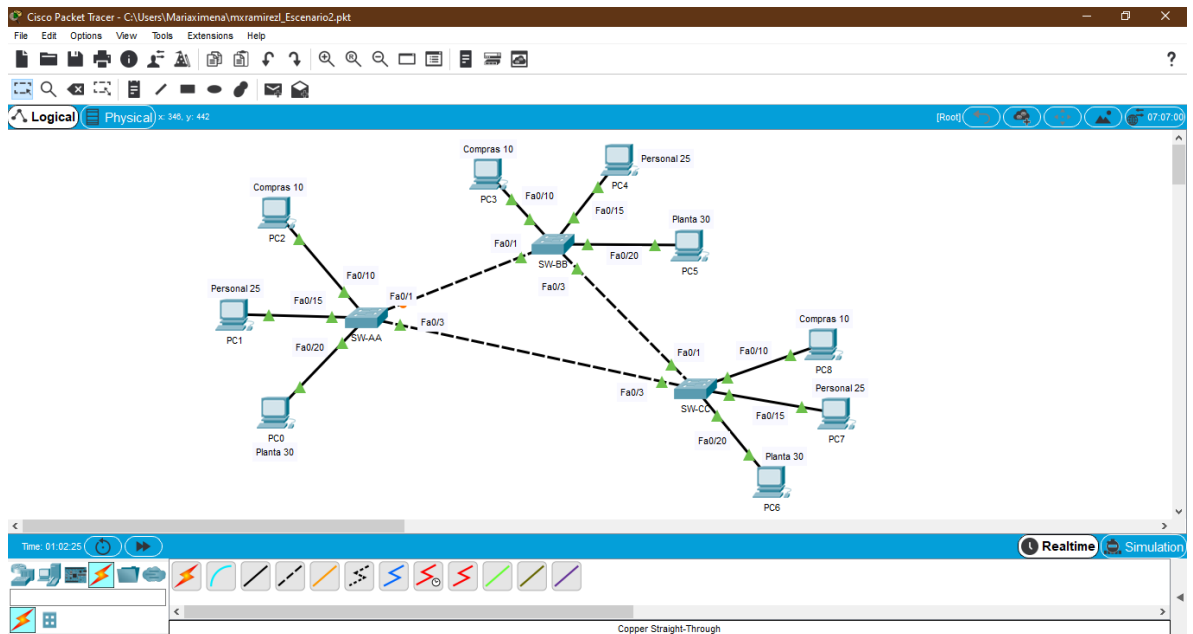 Cisco Packet Tracer - C:\Users\Mariaximena\mxramirezl_Escenario2.pkt
File Edit Options View Tools Extensions Help
Logical Physical x: 346, y: 442 [Root] 07:07:00
Compras 10
PC3
Fa0/10
Personal 25
PC4
Fa0/15
Compras 10
PC2
Planta 30
Fa0/1
SW-BB
Fa0/20
PC5
Fa0/3
Fa0/10
Personal 25
Fa0/15
Fa0/1
PC1
SW-AA
Fa0/3
Fa0/20
Compras 10
Fa0/1
Fa0/10
PC8
Fa0/3
Personal 25
SW-CC
Fa0/15
PC7
PC0
Planta 30
Fa0/20
Planta 30
PC6
Time: 01:02:25 Realtime Simulation
Copper Straight-Through